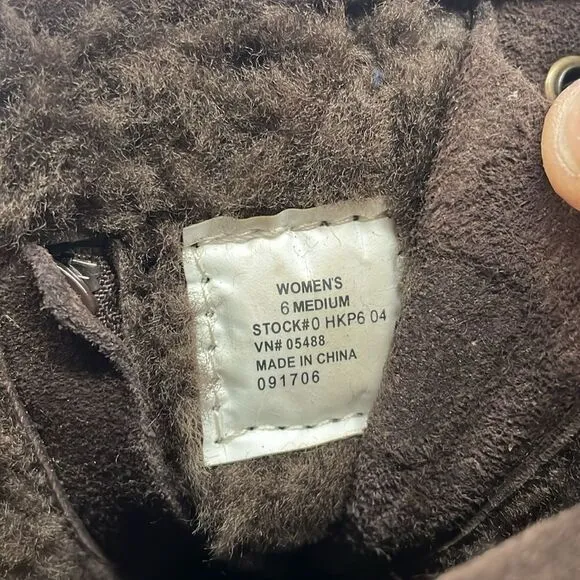 WOMEN'S
6 MEDIUM
STOCK#0 HKP6 04
VN# 05488
MADE IN CHINA
091706